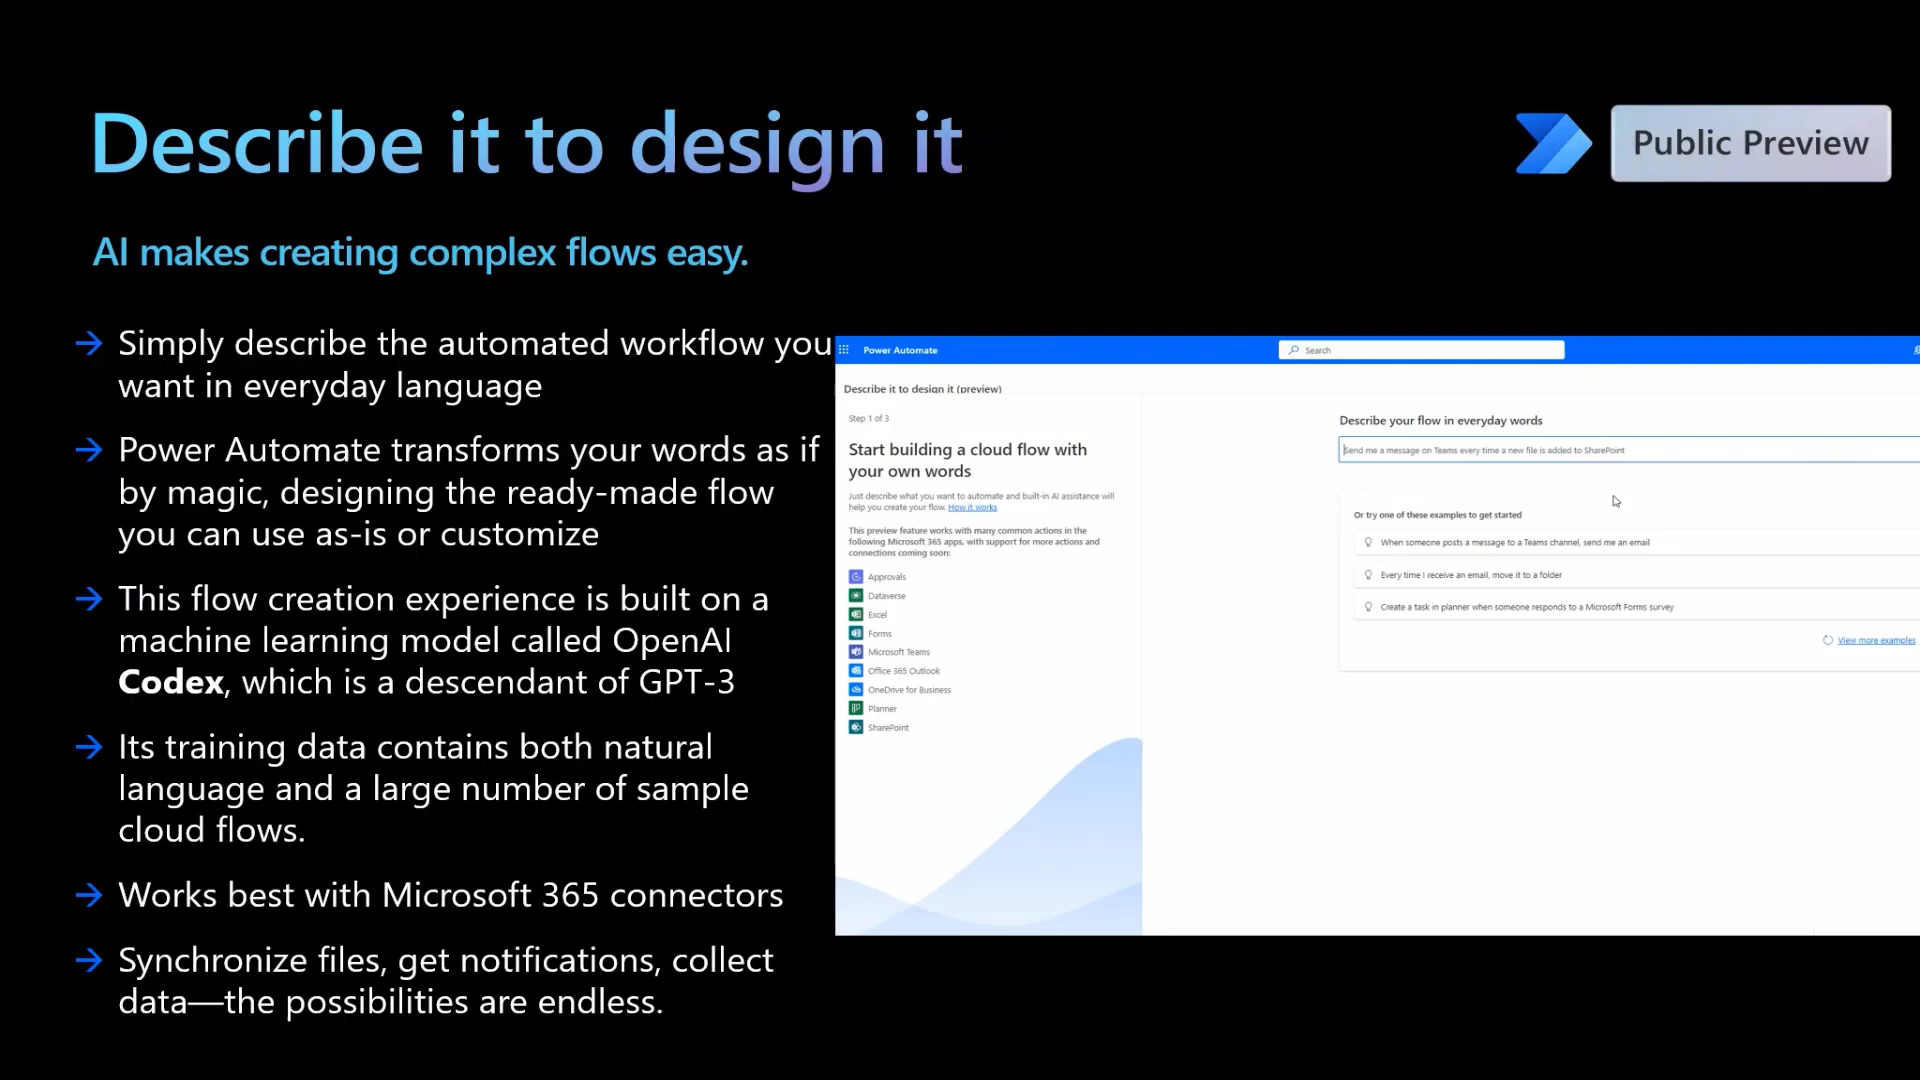 Describe it to design it
Public Preview
AI makes creating complex flows easy.
Simply describe the automated workflow you
want in everyday language
Power Automate transforms your words as if
by magic, designing the ready-made flow
you can use as-is or customize
This flow creation experience is built on a
machine learning model called OpenAI
Codex, which is a descendant of GPT-3
Its training data contains both natural
language and a large number of sample
cloud flows.
Works best with Microsoft 365 connectors
Synchronize files, get notifications, collect
data—the possibilities are endless.
Power Automate
Search
Describe it to design it (preview)
Step 1 of 3
Start building a cloud flow with
your own words
Just describe what you want to automate and built-in AI assistance will
help you create your flow. How it works
This preview feature works with many common actions in the
following Microsoft 365 apps, with support for more actions and
connections coming soon:
Approvals
Dataverse
Excel
Forms
Microsoft Teams
Office 365 Outlook
OneDrive for Business
Planner
SharePoint
Describe your flow in everyday words
Send me a message on Teams every time a new file is added to SharePoint
Or try one of these examples to get started
When someone posts a message to a Teams channel, send me an email
Every time I receive an email, move it to a folder
Create a task in planner when someone responds to a Microsoft Forms survey
View more examples